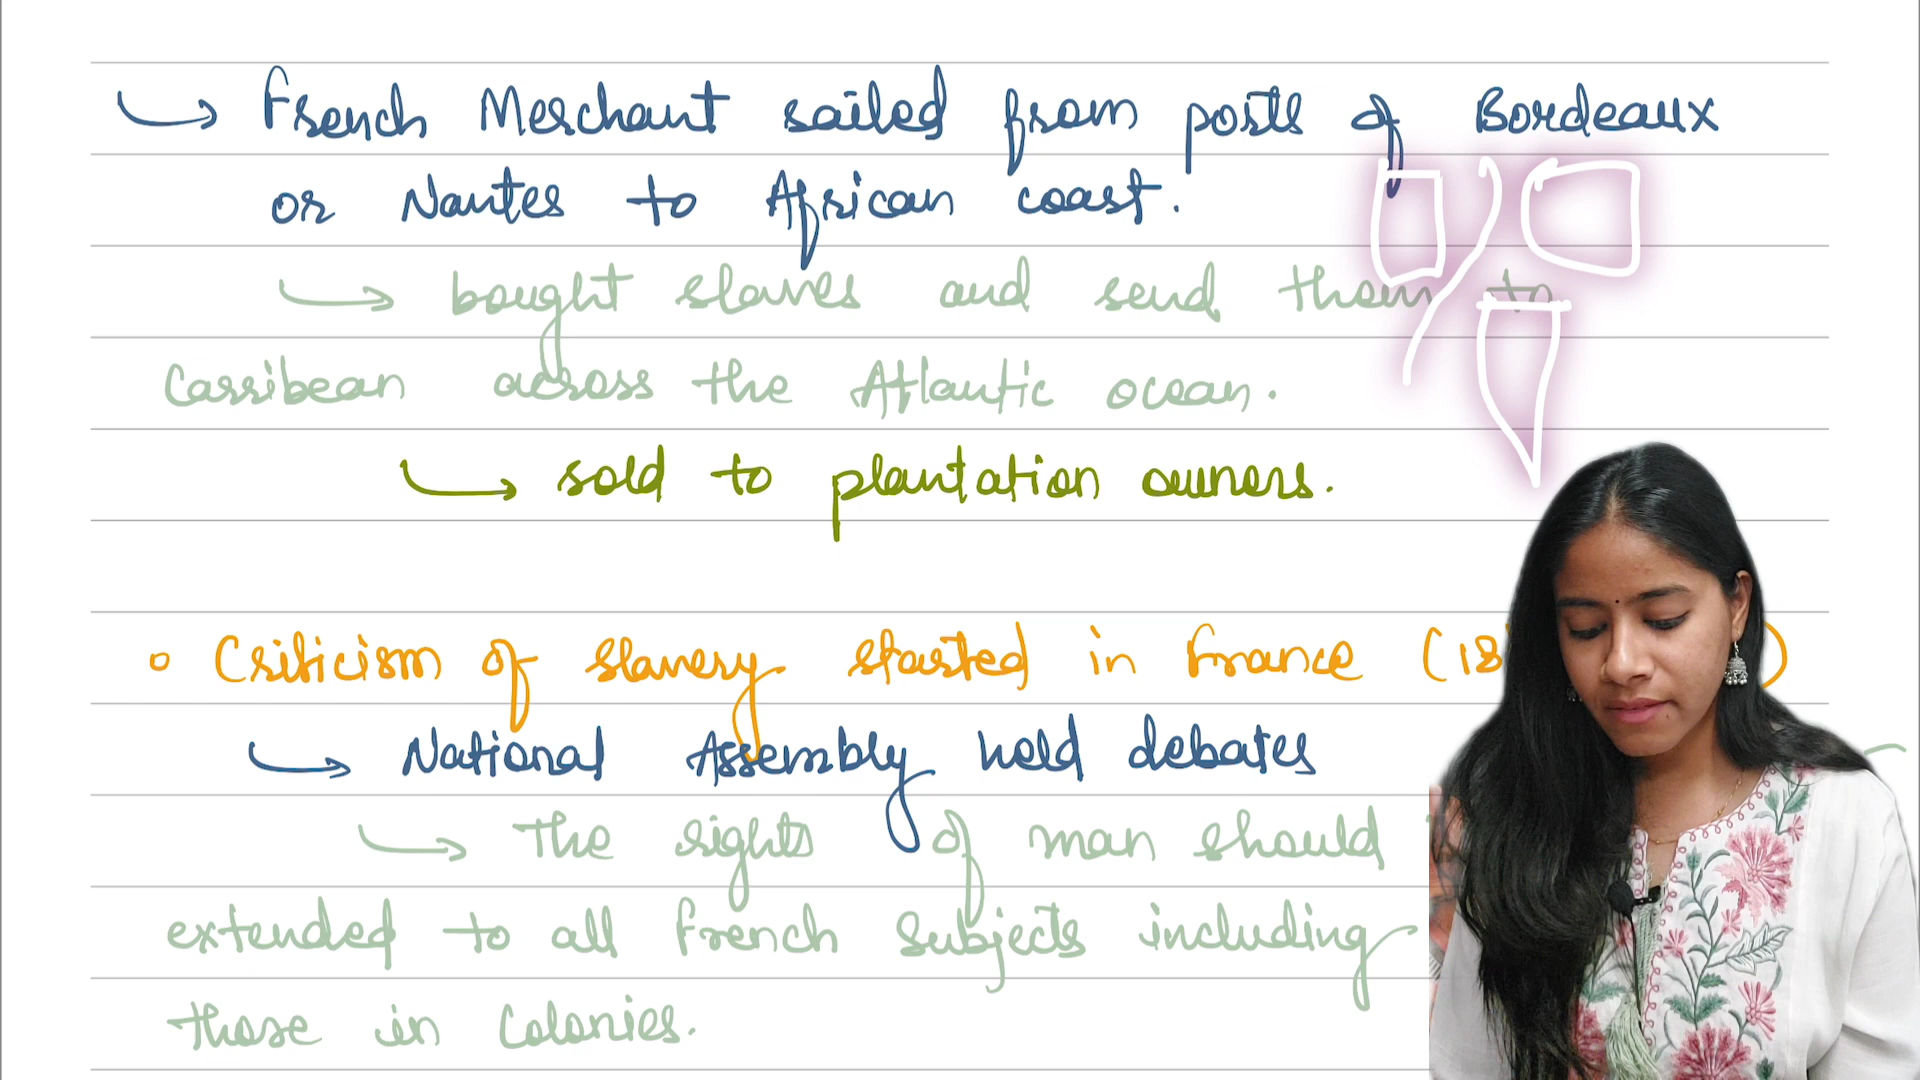 French Merchant sailed from ports of Bordeaux
or Nantes to African coast.
bought slaves and send them to
Carribean across the Atlantic ocean.
sold to plantation owners.
Criticism of slavery started in France (18
National Assembly held debates
The rights of man should
extended to all French Subjects including
those in Colonies.